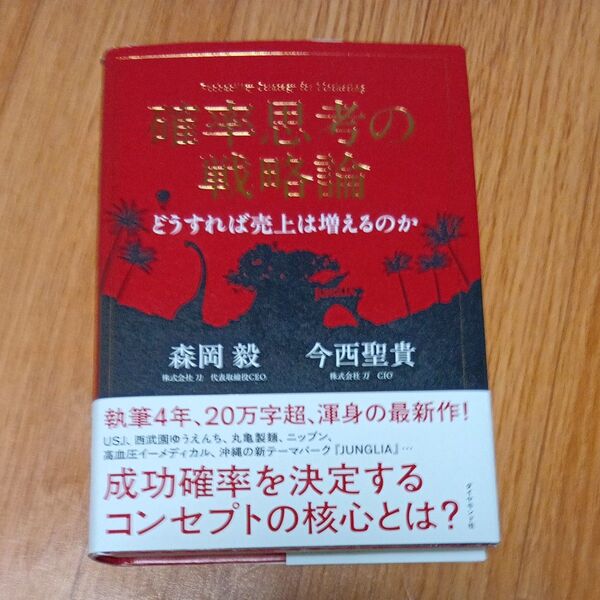 Probability Strategy for Marketing
確率思考の
戦略論
どうすれば売上は増えるのか
JUNGLIA
森岡 毅
今西聖貴
株式会社 刀 代表取締役CEO
株式会社 刀 CIO
執筆4年、20万字超、渾身の最新作!
USJ、西武園ゆうえんち、丸亀製麺、ニップン、
高血圧イーメディカル、沖縄の新テーマパーク『JUNGLIA』…
成功確率を決定する
コンセプトの核心とは?
ダイヤモンド社